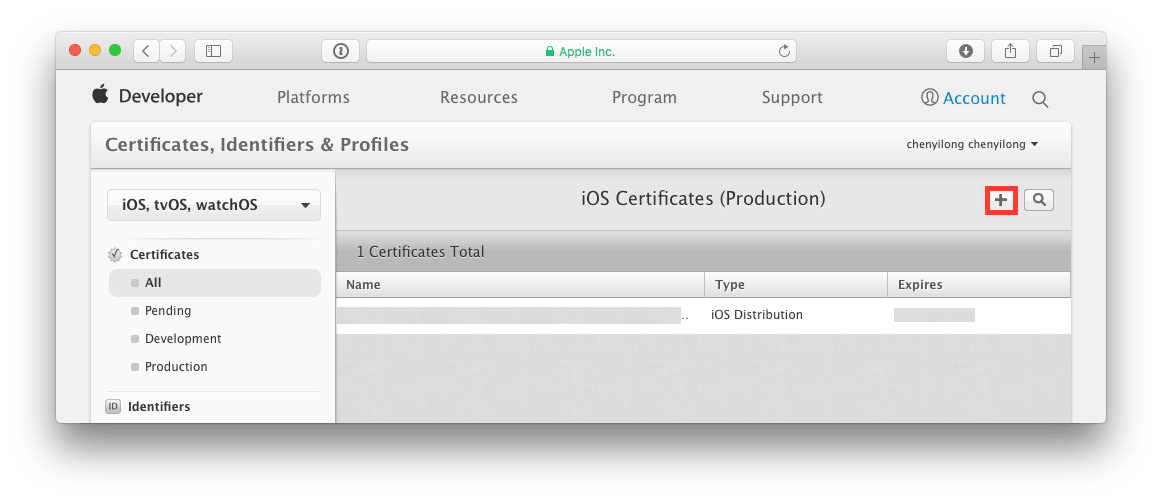 Apple Inc.
Developer
Platforms
Resources
Program
Support
Account
Certificates, Identifiers & Profiles
chenyilong chenyilong
iOS, tvOS, watchOS
iOS Certificates (Production)
Certificates
1 Certificates Total
All
Name
Type
Expires
Pending
..
iOS Distribution
Development
Production
ID
Identifiers